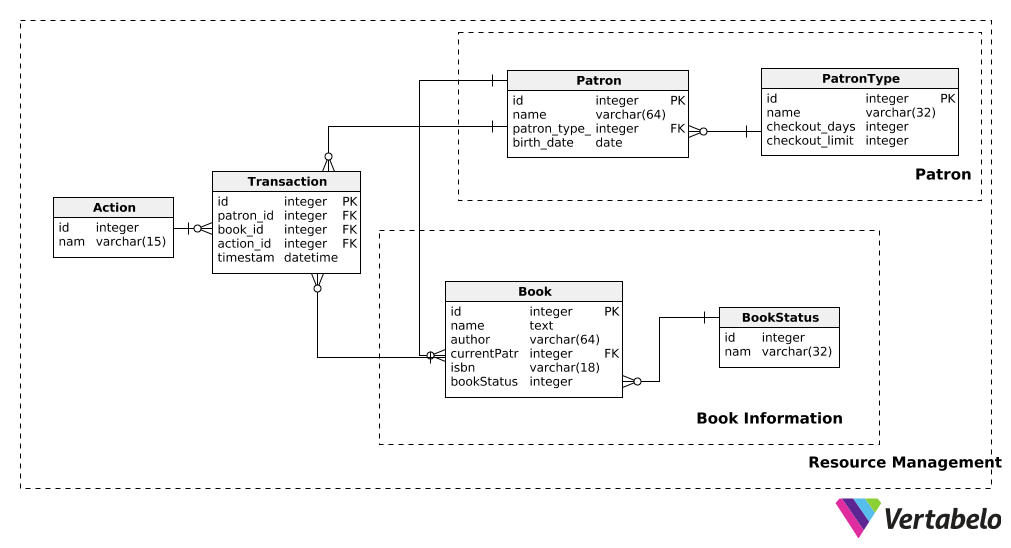 Patron
id integer PK
name varchar(64)
patron_type_ integer FK
birth_date date
PatronType
id integer PK
name varchar(32)
checkout_days integer
checkout_limit integer
Patron
Transaction
id integer PK
patron_id integer FK
book_id integer FK
action_id integer FK
timestam datetime
Action
id integer
nam varchar(15)
Book
id integer PK
name text
author varchar(64)
currentPatr integer FK
isbn varchar(18)
bookStatus integer
BookStatus
id integer
nam varchar(32)
Book Information
Resource Management
Vertabelo